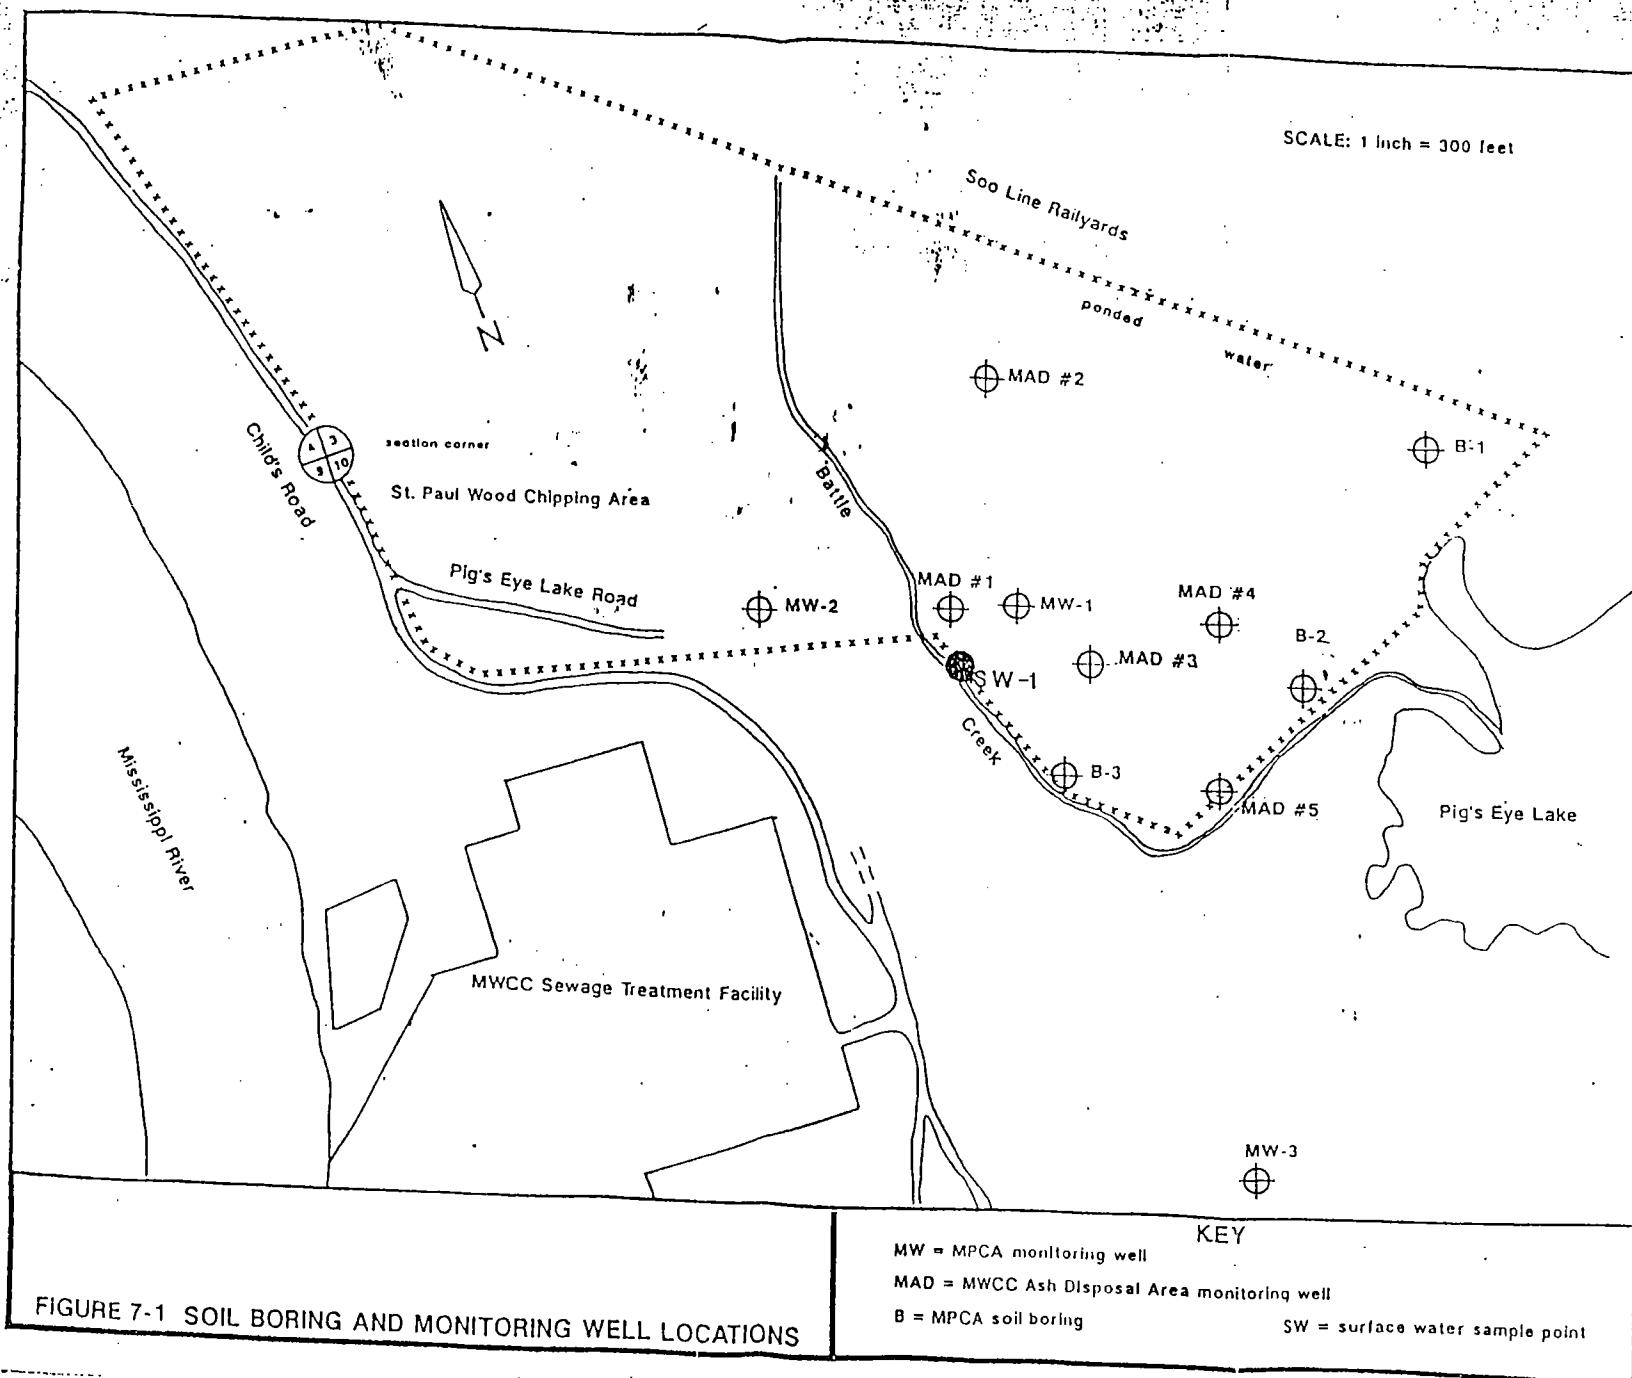 SCALE: 1 Inch = 300 feet
Soo Line Railyards
ponded
water
MAD #2
B-1
N
Child's Road
4 3
9 10
section corner
St. Paul Wood Chipping Area
Battle
Pig's Eye Lake Road
MW-2
MAD #1
MW-1
MAD #4
B-2
MAD #3
SW-1
Creek
B-3
MAD #5
Pig's Eye Lake
Mississippi River
MWCC Sewage Treatment Facility
MW-3
KEY
MW = MPCA monitoring well
MAD = MWCC Ash Disposal Area monitoring well
B = MPCA soil boring
SW = surface water sample point
FIGURE 7-1 SOIL BORING AND MONITORING WELL LOCATIONS